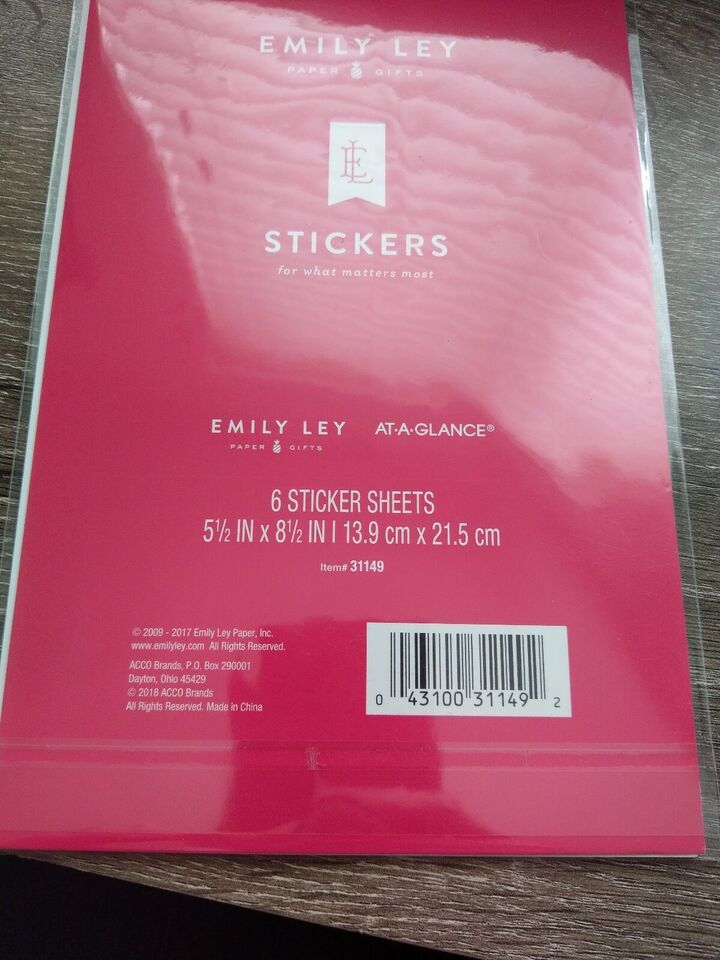 EMILY LEY
PAPER GIFTS
EL
STICKERS
for what matters most
EMILY LEY AT-A-GLANCE®
PAPER GIFTS
6 STICKER SHEETS
5½ IN x 8½ IN | 13.9 cm x 21.5 cm
Item# 31149
© 2009 - 2017 Emily Ley Paper, Inc.
www.emilyley.com All Rights Reserved.
ACCO Brands, P.O. Box 290001
Dayton, Ohio 45429
© 2018 ACCO Brands
All Rights Reserved. Made in China
0 43100 31149 2